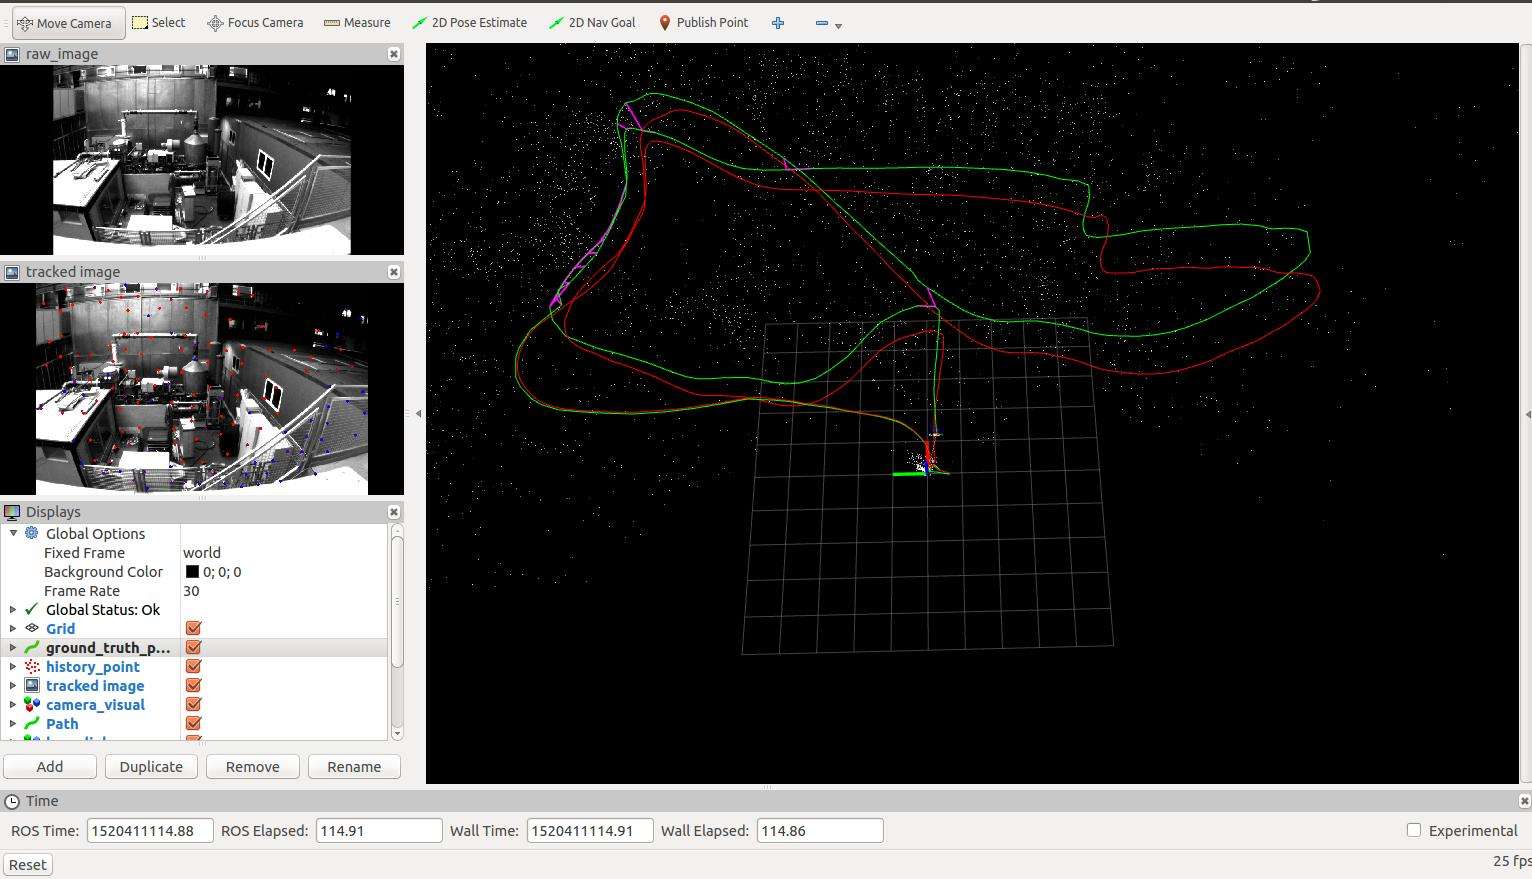 Move Camera Select Focus Camera Measure 2D Pose Estimate 2D Nav Goal Publish Point
raw_image
tracked image
Displays
Global Options
Fixed Frame world
Background Color 0; 0; 0
Frame Rate 30
Global Status: Ok
Grid
ground_truth_p...
history_point
tracked image
camera_visual
Path
Add Duplicate Remove Rename
Time
ROS Time: 1520411114.88 ROS Elapsed: 114.91 Wall Time: 1520411114.91 Wall Elapsed: 114.86 Experimental
Reset 25 fps